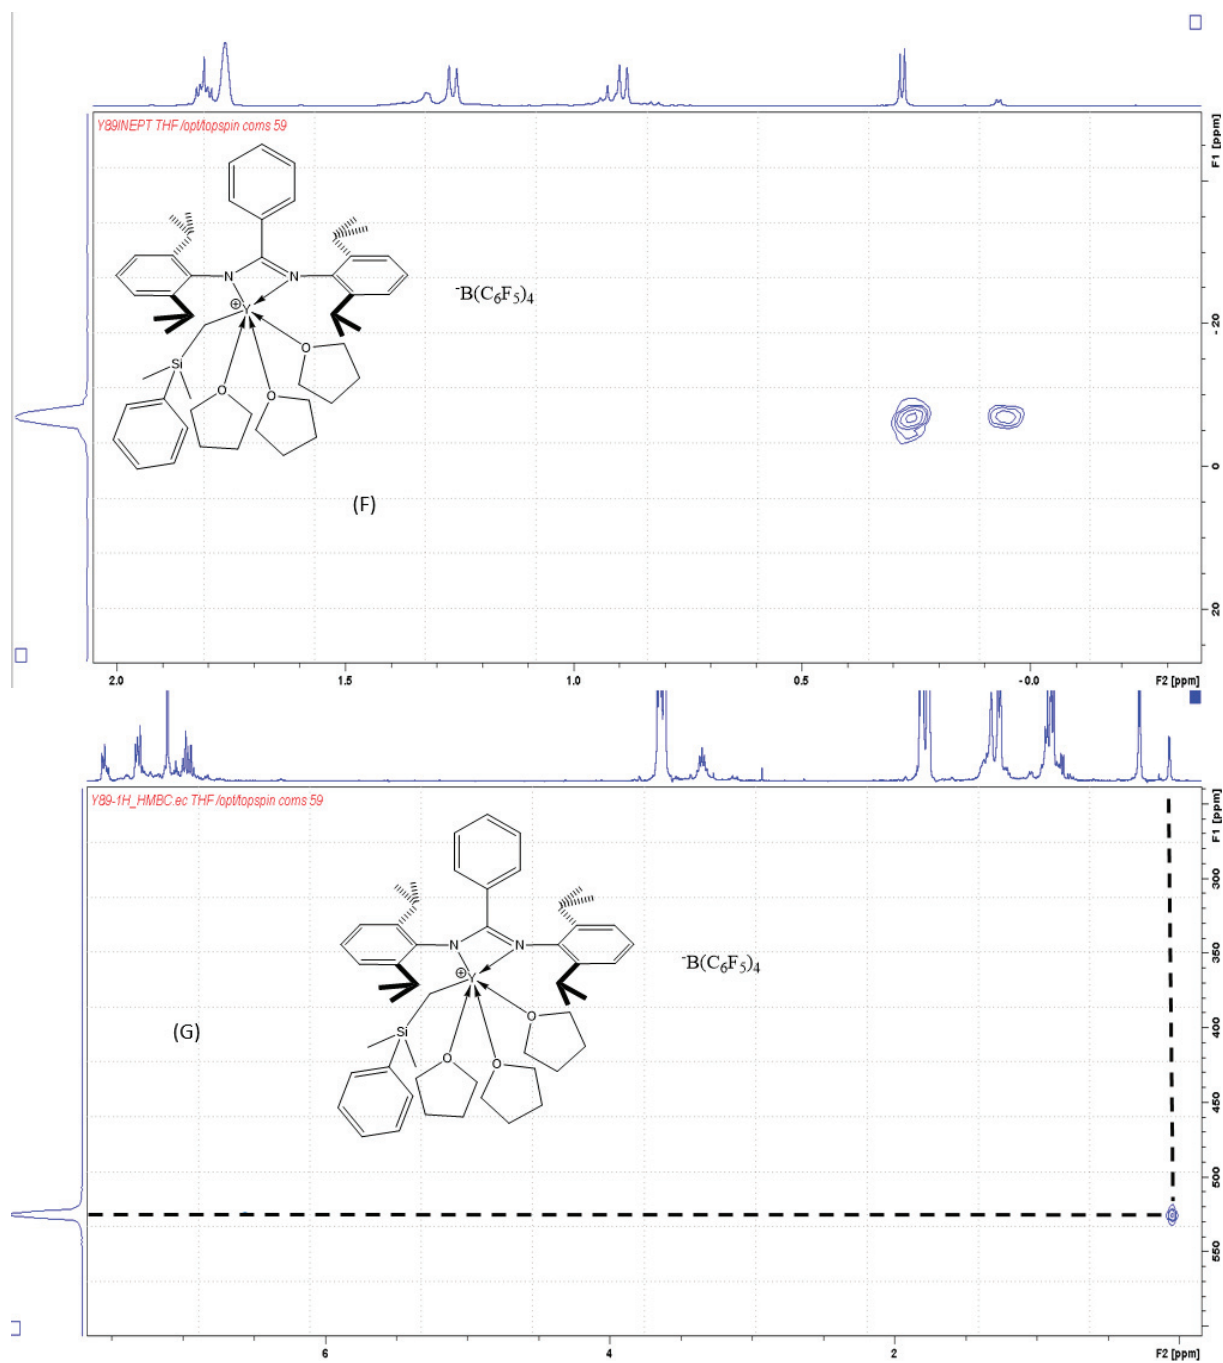 Y89INEPT THF /opt/topspin coms 59
F1 [ppm]
N
N
⊕
Y
⁻B(C₆F₅)₄
O
Si
O
O
(F)
-20
0
20
2.0 1.5 1.0 0.5 -0.0 F2 [ppm]
Y89-1H_HMBC.ec THF /opt/topspin coms 59
F1 [ppm]
N
N
⊕
Y
⁻B(C₆F₅)₄
O
(G)
Si
O
O
300
350
400
450
500
550
6 4 2 F2 [ppm]